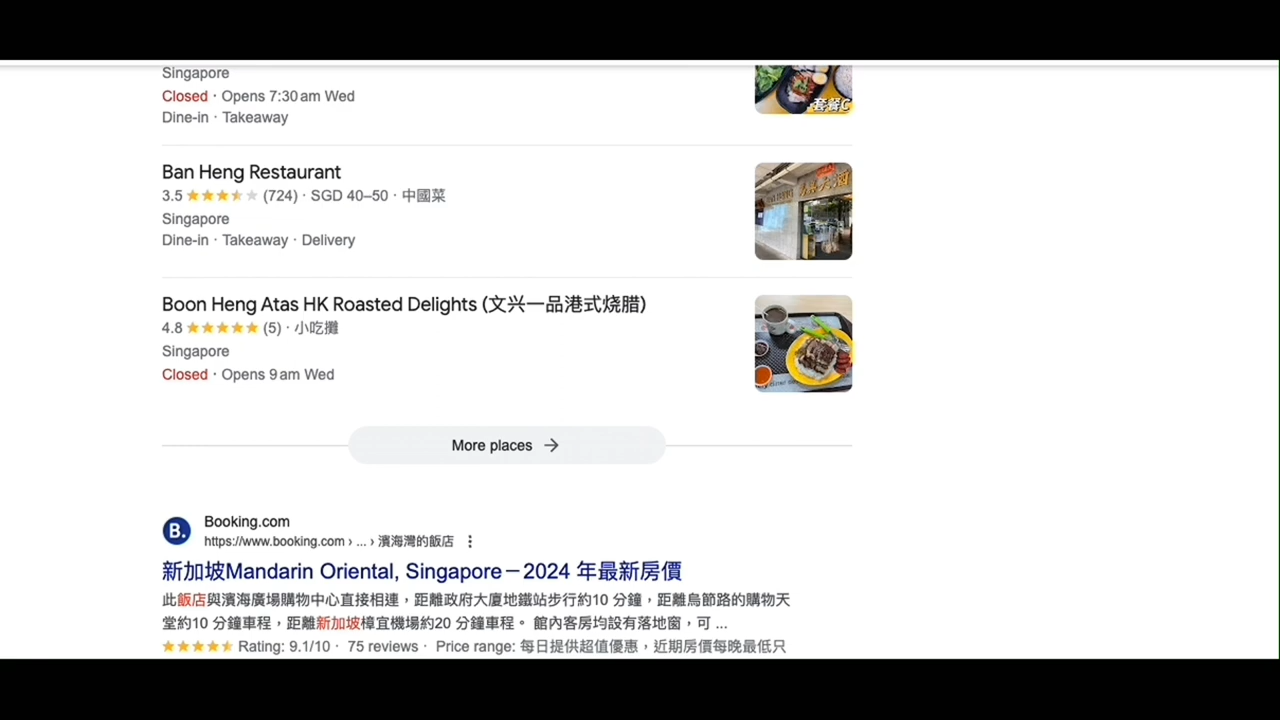 Singapore
Closed · Opens 7:30 am Wed
Dine-in · Takeaway
套餐C
Ban Heng Restaurant
3.5 (724) · SGD 40–50 · 中國菜
Singapore
Dine-in · Takeaway · Delivery
Boon Heng Atas HK Roasted Delights (文兴一品港式烧腊)
4.8 (5) · 小吃攤
Singapore
Closed · Opens 9 am Wed
More places →
B.
Booking.com
https://www.booking.com › ... › 濱海灣的飯店
新加坡Mandarin Oriental, Singapore－2024 年最新房價
此飯店與濱海廣場購物中心直接相連，距離政府大廈地鐵站步行約10 分鐘，距離烏節路的購物天
堂約10 分鐘車程，距離新加坡樟宜機場約20 分鐘車程。 館內客房均設有落地窗，可 ...
Rating: 9.1/10 · 75 reviews · Price range: 每日提供超值優惠，近期房價每晚最低只